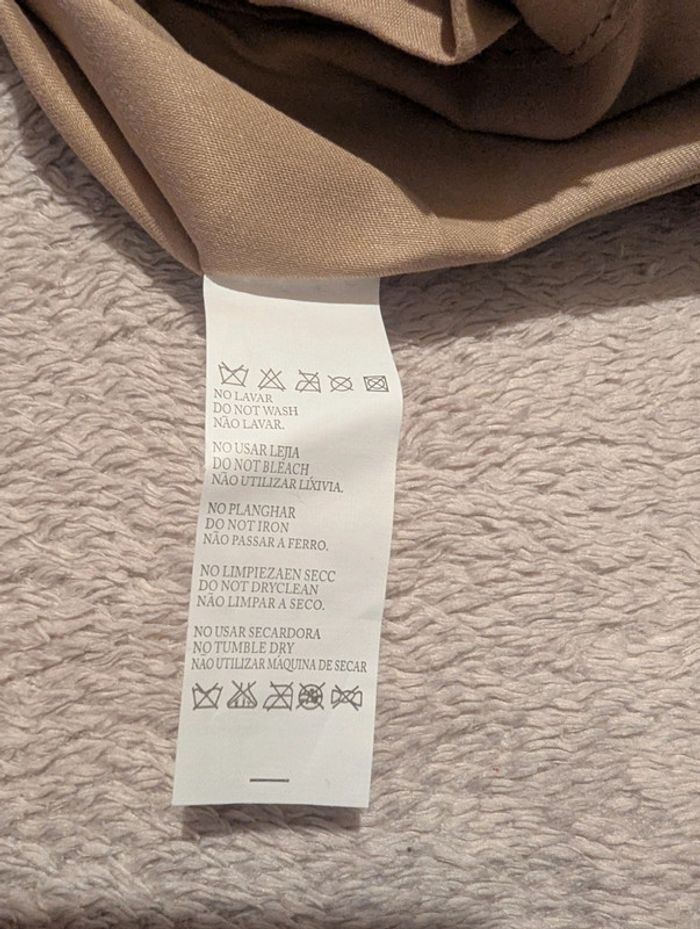 NO LAVAR
DO NOT WASH
NÃO LAVAR.
NO USAR LEJIA
DO NOT BLEACH
NÃO UTILIZAR LÍXIVIA.
NO PLANGHAR
DO NOT IRON
NÃO PASSAR A FERRO.
NO LIMPIEZAEN SECC
DO NOT DRYCLEAN
NÃO LIMPAR A SECO.
NO USAR SECARDORA
NO TUMBLE DRY
NÃO UTILIZAR MÁQUINA DE SECAR